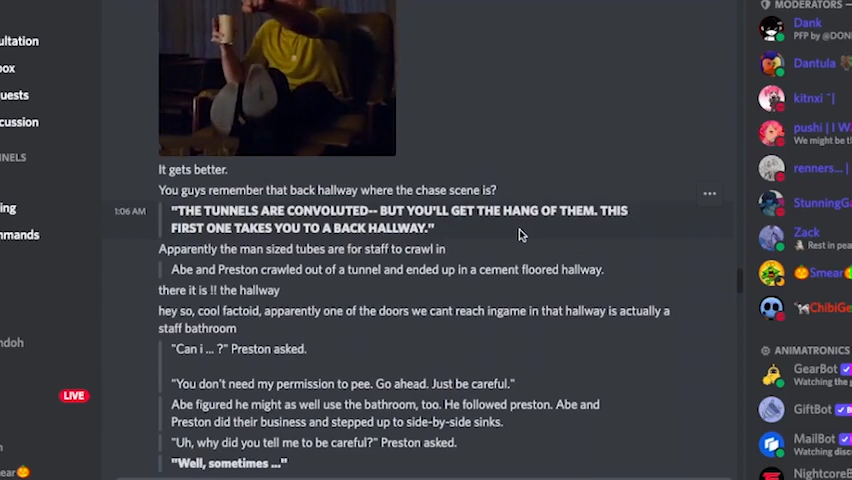 ultation
ox
uests
cussion
NNELS
ing
mmands
ndoh
LIVE
n
ear
It gets better.
You guys remember that back hallway where the chase scene is?
1:06 AM
"THE TUNNELS ARE CONVOLUTED-- BUT YOU'LL GET THE HANG OF THEM. THIS
FIRST ONE TAKES YOU TO A BACK HALLWAY."
Apparently the man sized tubes are for staff to crawl in
Abe and Preston crawled out of a tunnel and ended up in a cement floored hallway.
there it is !! the hallway
hey so, cool factoid, apparently one of the doors we cant reach ingame in that hallway is actually a
staff bathroom
"Can i ... ?" Preston asked.
"You don't need my permission to pee. Go ahead. Just be careful."
Abe figured he might as well use the bathroom, too. He followed preston. Abe and
Preston did their business and stepped up to side-by-side sinks.
"Uh, why did you tell me to be careful?" Preston asked.
"Well, sometimes ..."
MODERATORS —
Dank
PFP by @DONI
Dantula
kitnxi ˜|
pushi | I W
We might be th
renners... |
StunningGa
Zack
Rest in pea
Smear
ChibiGe
ANIMATRONICS —
GearBot
Watching the g
GiftBot
MailBot
Watching disc
NightcoreB